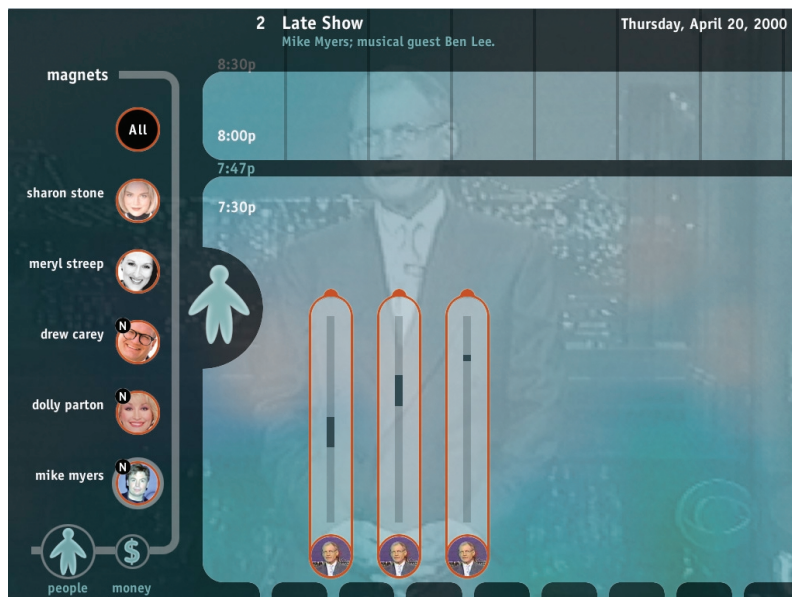 2 Late Show
Thursday, April 20, 2000
Mike Myers; musical guest Ben Lee.
8:30p
magnets
All
8:00p
7:47p
sharon stone
7:30p
meryl streep
N
drew carey
N
dolly parton
N
mike myers
$
people
money